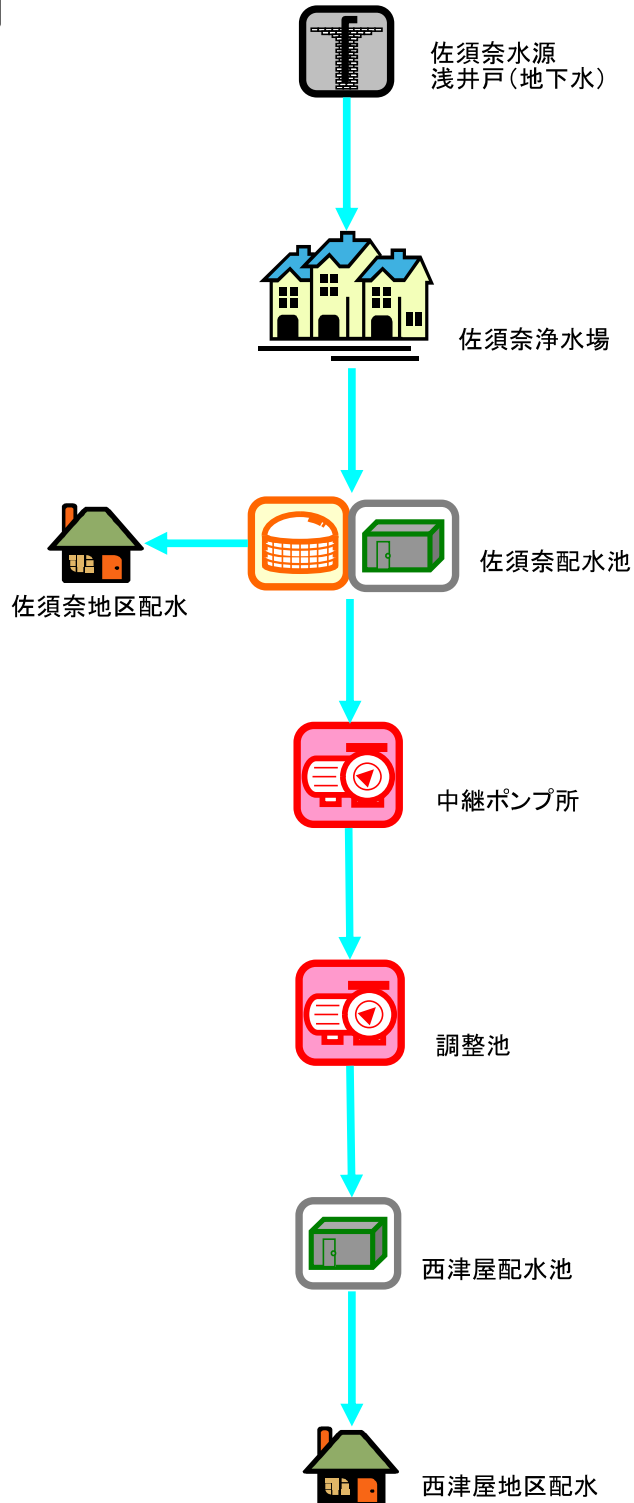 佐須奈水源
浅井戸（地下水）
佐須奈浄水場
佐須奈配水池
佐須奈地区配水
中継ポンプ所
調整池
西津屋配水池
西津屋地区配水